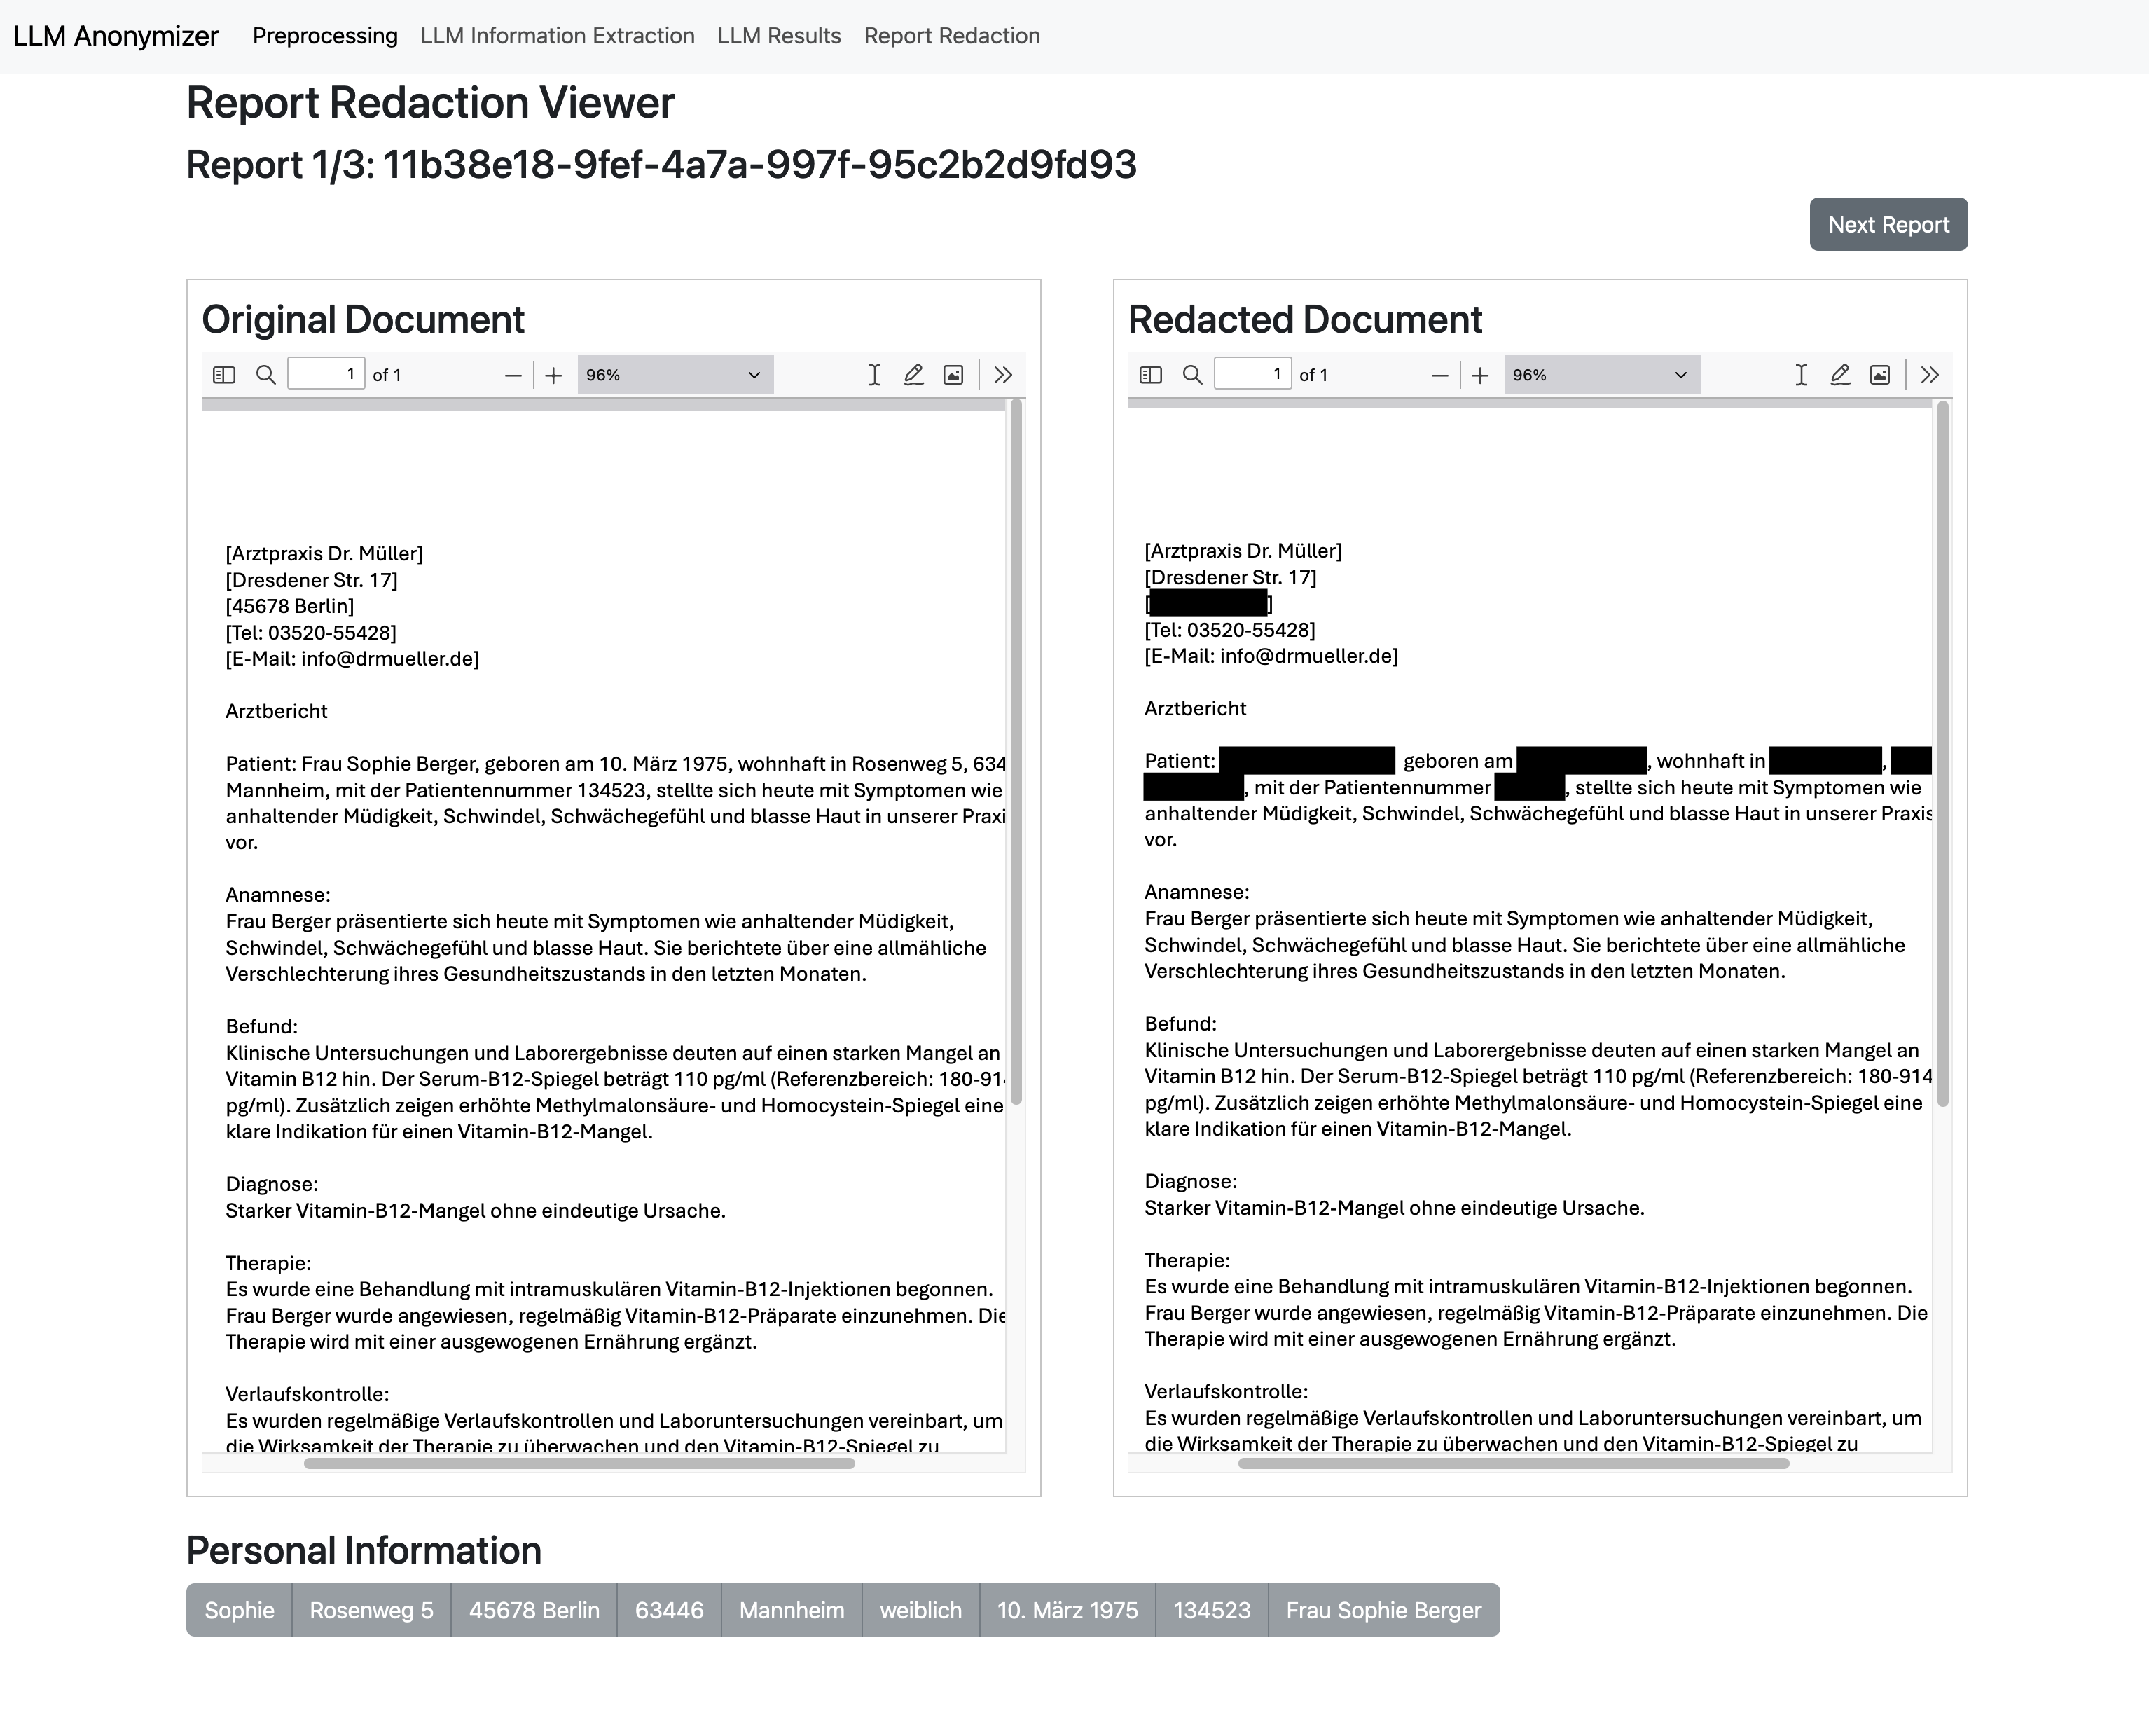 LLM Anonymizer Preprocessing LLM Information Extraction LLM Results Report Redaction
Report Redaction Viewer
Report 1/3: 11b38e18-9fef-4a7a-997f-95c2b2d9fd93
Next Report
Original Document
1 of 1 96%
[Arztpraxis Dr. Müller]
[Dresdener Str. 17]
[45678 Berlin]
[Tel: 03520-55428]
[E-Mail: info@drmueller.de]
Arztbericht
Patient: Frau Sophie Berger, geboren am 10. März 1975, wohnhaft in Rosenweg 5, 634
Mannheim, mit der Patientennummer 134523, stellte sich heute mit Symptomen wie
anhaltender Müdigkeit, Schwindel, Schwächegefühl und blasse Haut in unserer Praxi
vor.
Anamnese:
Frau Berger präsentierte sich heute mit Symptomen wie anhaltender Müdigkeit,
Schwindel, Schwächegefühl und blasse Haut. Sie berichtete über eine allmähliche
Verschlechterung ihres Gesundheitszustands in den letzten Monaten.
Befund:
Klinische Untersuchungen und Laborergebnisse deuten auf einen starken Mangel an
Vitamin B12 hin. Der Serum-B12-Spiegel beträgt 110 pg/ml (Referenzbereich: 180-914
pg/ml). Zusätzlich zeigen erhöhte Methylmalonsäure- und Homocystein-Spiegel eine
klare Indikation für einen Vitamin-B12-Mangel.
Diagnose:
Starker Vitamin-B12-Mangel ohne eindeutige Ursache.
Therapie:
Es wurde eine Behandlung mit intramuskulären Vitamin-B12-Injektionen begonnen.
Frau Berger wurde angewiesen, regelmäßig Vitamin-B12-Präparate einzunehmen. Die
Therapie wird mit einer ausgewogenen Ernährung ergänzt.
Verlaufskontrolle:
Es wurden regelmäßige Verlaufskontrollen und Laboruntersuchungen vereinbart, um
die Wirksamkeit der Therapie zu überwachen und den Vitamin-B12-Spiegel zu
Redacted Document
1 of 1 96%
[Arztpraxis Dr. Müller]
[Dresdener Str. 17]
[ ]
[Tel: 03520-55428]
[E-Mail: info@drmueller.de]
Arztbericht
Patient: geboren am , wohnhaft in ,
, mit der Patientennummer , stellte sich heute mit Symptomen wie
anhaltender Müdigkeit, Schwindel, Schwächegefühl und blasse Haut in unserer Praxis
vor.
Anamnese:
Frau Berger präsentierte sich heute mit Symptomen wie anhaltender Müdigkeit,
Schwindel, Schwächegefühl und blasse Haut. Sie berichtete über eine allmähliche
Verschlechterung ihres Gesundheitszustands in den letzten Monaten.
Befund:
Klinische Untersuchungen und Laborergebnisse deuten auf einen starken Mangel an
Vitamin B12 hin. Der Serum-B12-Spiegel beträgt 110 pg/ml (Referenzbereich: 180-914
pg/ml). Zusätzlich zeigen erhöhte Methylmalonsäure- und Homocystein-Spiegel eine
klare Indikation für einen Vitamin-B12-Mangel.
Diagnose:
Starker Vitamin-B12-Mangel ohne eindeutige Ursache.
Therapie:
Es wurde eine Behandlung mit intramuskulären Vitamin-B12-Injektionen begonnen.
Frau Berger wurde angewiesen, regelmäßig Vitamin-B12-Präparate einzunehmen. Die
Therapie wird mit einer ausgewogenen Ernährung ergänzt.
Verlaufskontrolle:
Es wurden regelmäßige Verlaufskontrollen und Laboruntersuchungen vereinbart, um
die Wirksamkeit der Therapie zu überwachen und den Vitamin-B12-Spiegel zu
Personal Information
Sophie Rosenweg 5 45678 Berlin 63446 Mannheim weiblich 10. März 1975 134523 Frau Sophie Berger